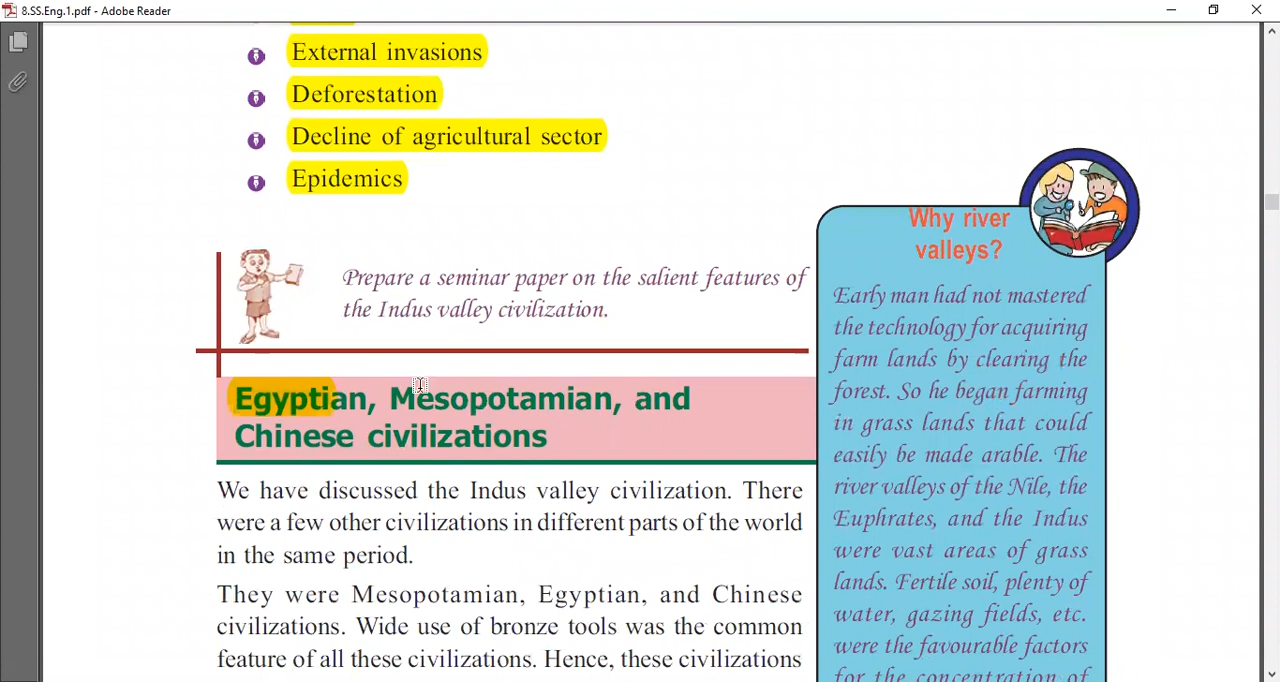 8.SS.Eng.1.pdf - Adobe Reader
External invasions
Deforestation
Decline of agricultural sector
Epidemics
Prepare a seminar paper on the salient features of
the Indus valley civilization.
Egyptian, Mesopotamian, and
Chinese civilizations
We have discussed the Indus valley civilization. There
were a few other civilizations in different parts of the world
in the same period.
They were Mesopotamian, Egyptian, and Chinese
civilizations. Wide use of bronze tools was the common
feature of all these civilizations. Hence, these civilizations
Why river
valleys?
Early man had not mastered
the technology for acquiring
farm lands by clearing the
forest. So he began farming
in grass lands that could
easily be made arable. The
river valleys of the Nile, the
Euphrates, and the Indus
were vast areas of grass
lands. Fertile soil, plenty of
water, gazing fields, etc.
were the favourable factors
for the concentration of